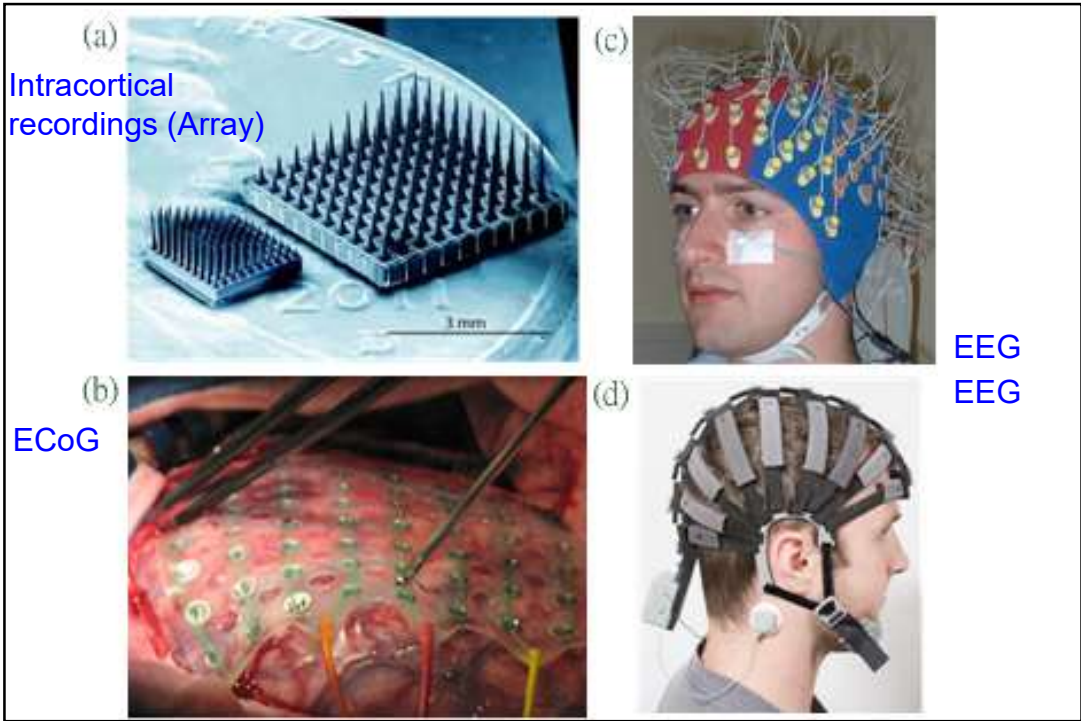 (a)
Intracortical
recordings (Array)
3 mm
(c)
EEG
(b)
ECoG
(d)
EEG